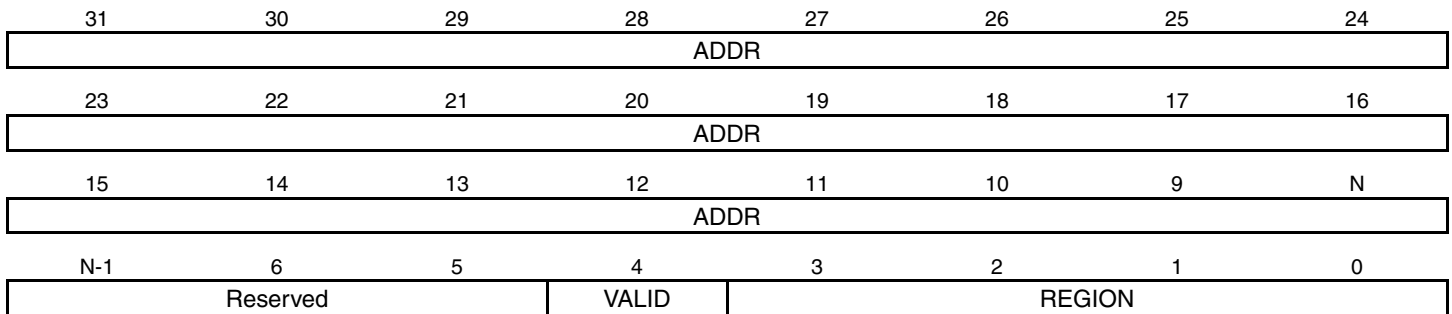 31 30 29 28 27 26 25 24
ADDR
23 22 21 20 19 18 17 16
ADDR
15 14 13 12 11 10 9 N
ADDR
N-1 6 5 4 3 2 1 0
Reserved VALID REGION